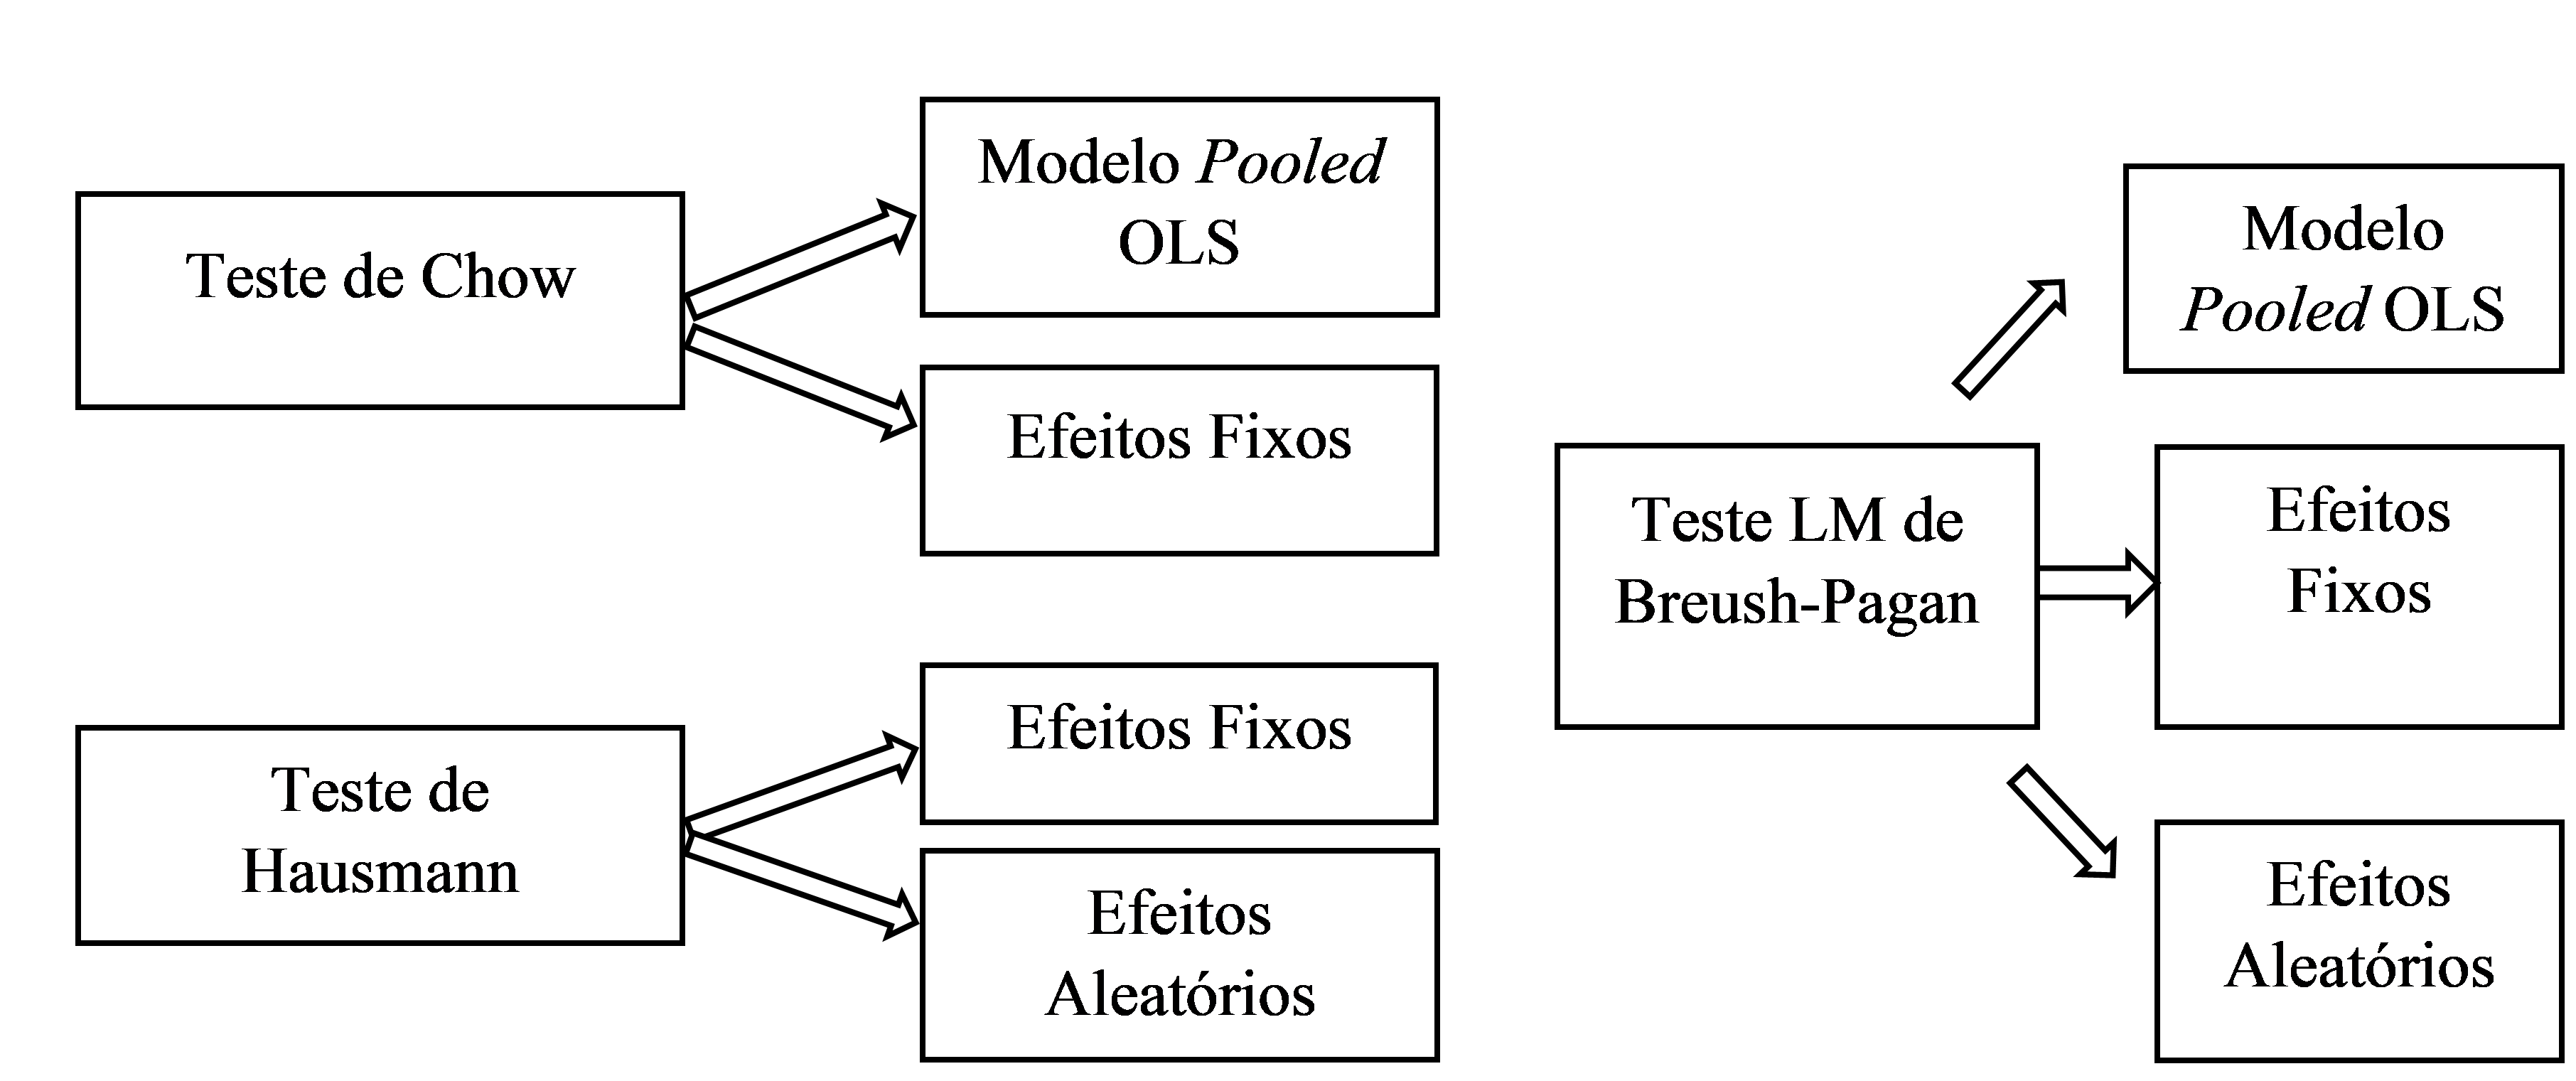 Teste de Chow
Modelo Pooled
OLS
Efeitos Fixos
Teste de
Hausmann
Efeitos Fixos
Efeitos
Aleatórios
Teste LM de
Breush-Pagan
Modelo
Pooled OLS
Efeitos
Fixos
Efeitos
Aleatórios